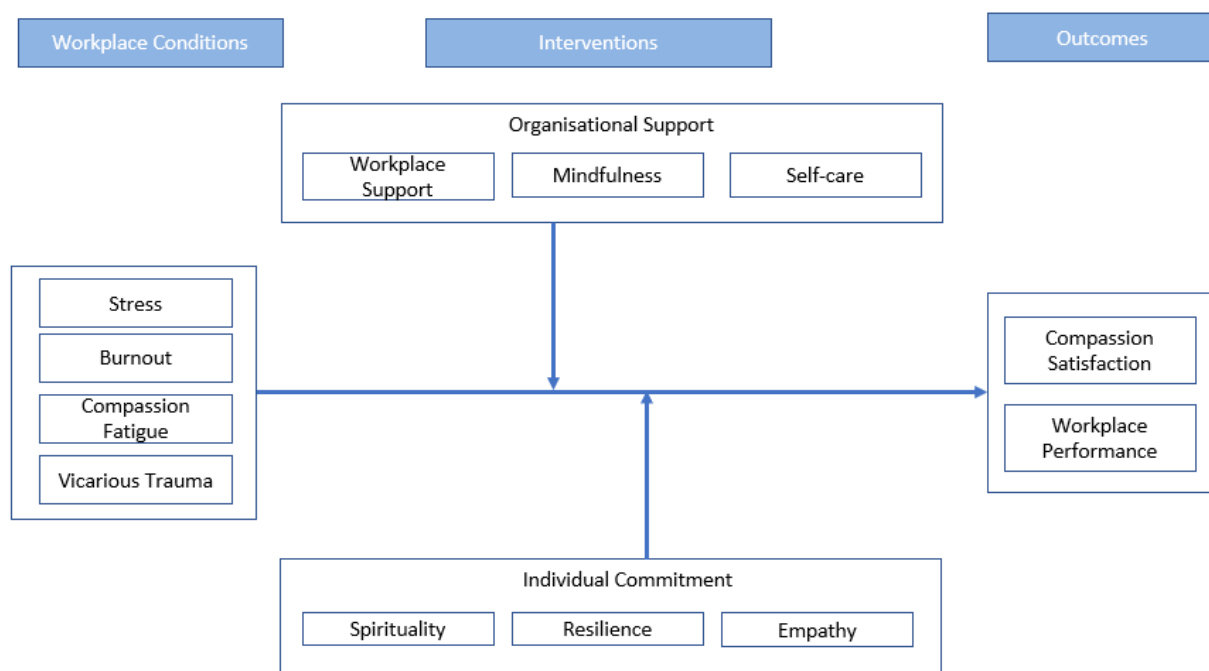 Workplace Conditions
Interventions
Outcomes
Organisational Support
Workplace
Support
Mindfulness
Self-care
Stress
Burnout
Compassion
Fatigue
Vicarious Trauma
Compassion
Satisfaction
Workplace
Performance
Individual Commitment
Spirituality
Resilience
Empathy